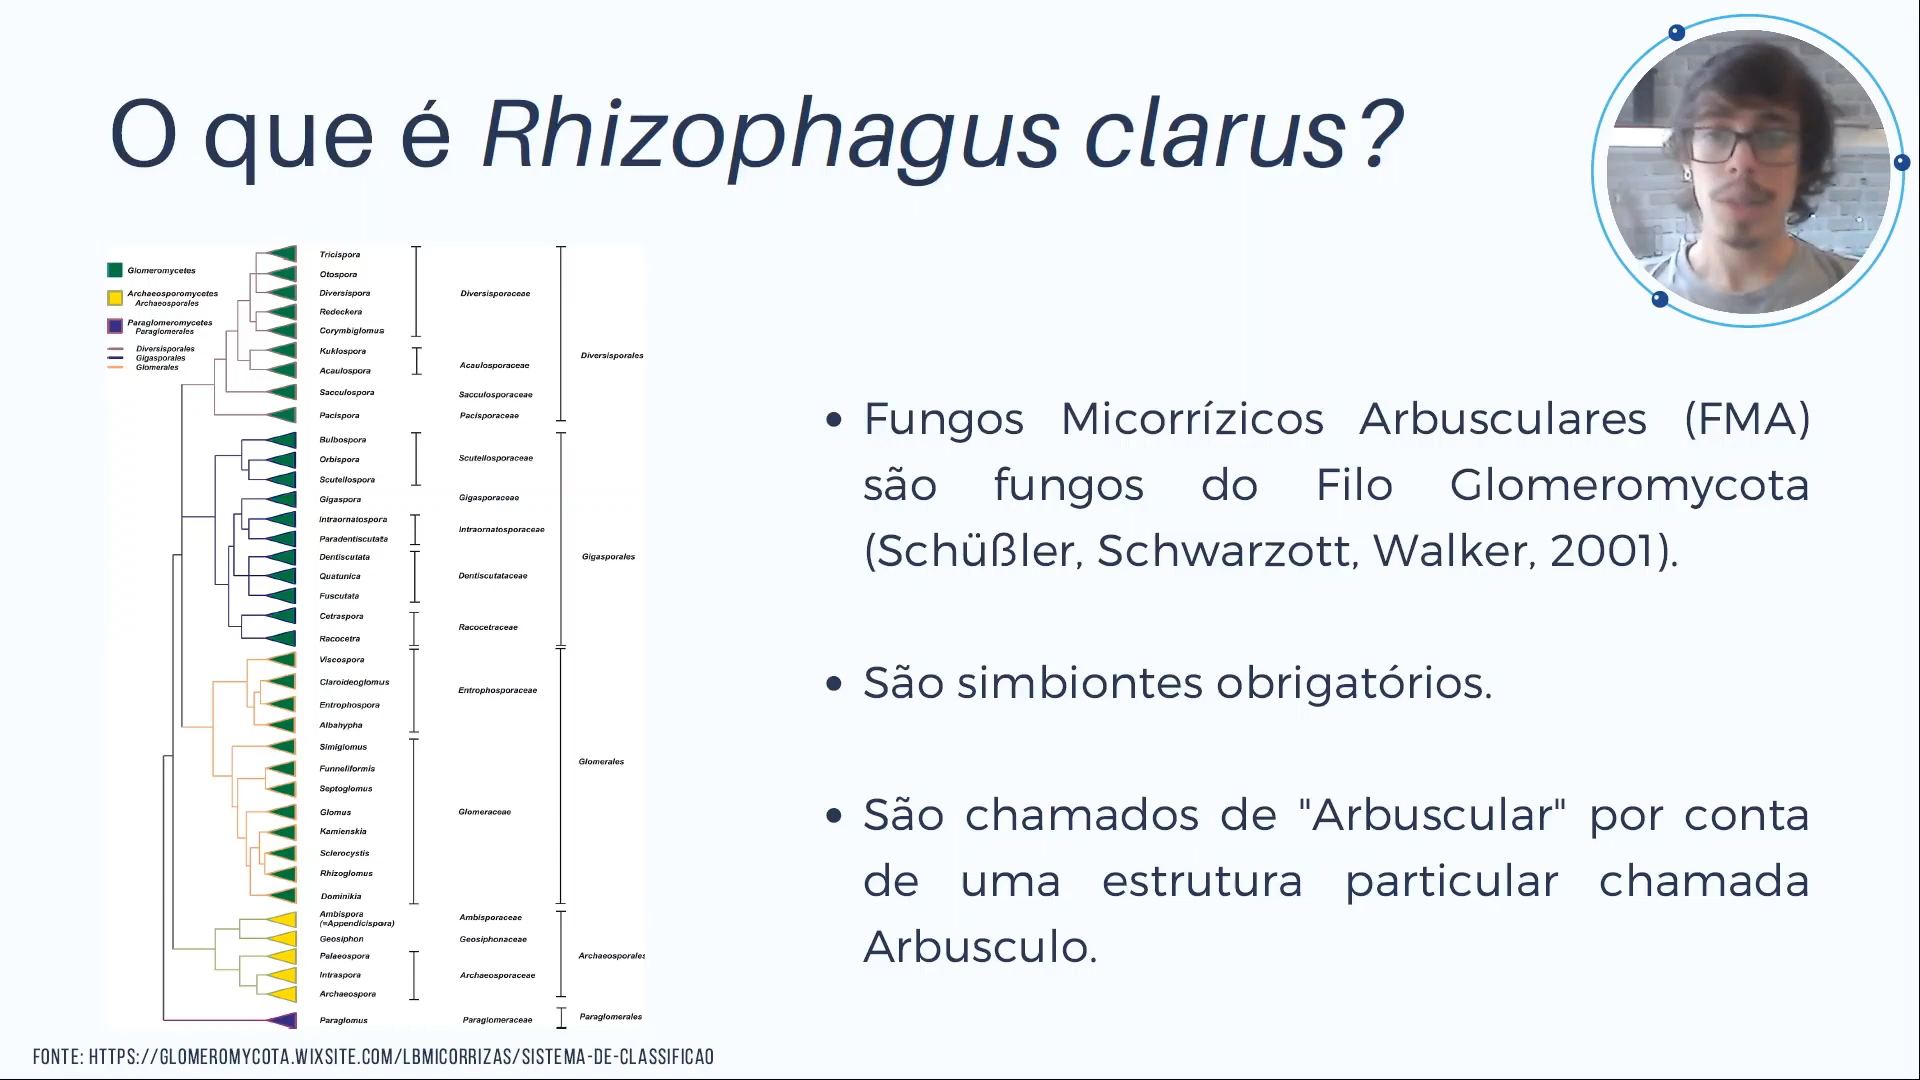 O que é Rhizophagus clarus?
Glomeromycetes
Archaeosporomycetes
Archaeosporales
Paraglomeromycetes
Paraglomerales
Diversisporales
Gigasporales
Glomerales
Tricispora
Otospora
Diversispora
Redeckera
Corymbiglomus
Kuklospora
Acaulospora
Sacculospora
Pacispora
Bulbospora
Orbispora
Scutellospora
Gigaspora
Intraornatospora
Paradentiscutata
Dentiscutata
Quatunica
Fuscutata
Cetraspora
Racocetra
Viscospora
Claroideoglomus
Entrophospora
Albahypha
Simiglomus
Funneliformis
Septoglomus
Glomus
Kamienskia
Sclerocystis
Rhizoglomus
Dominikia
Ambispora
(=Appendicispora)
Geosiphon
Palaeospora
Intraspora
Archaeospora
Paraglomus
Diversisporaceae
Acaulosporaceae
Sacculosporaceae
Pacisporaceae
Scutellosporaceae
Gigasporaceae
Intraornatosporaceae
Dentiscutataceae
Racocetraceae
Entrophosporaceae
Glomeraceae
Ambisporaceae
Geosiphonaceae
Archaeosporaceae
Paraglomeraceae
Diversisporales
Gigasporales
Glomerales
Archaeosporales
Paraglomerales
• Fungos Micorrízicos Arbusculares (FMA)
são fungos do Filo Glomeromycota
(Schüßler, Schwarzott, Walker, 2001).
• São simbiontes obrigatórios.
• São chamados de "Arbuscular" por conta
de uma estrutura particular chamada
Arbusculo.
FONTE: HTTPS://GLOMEROMYCOTA.WIXSITE.COM/LBMICORRIZAS/SISTEMA-DE-CLASSIFICAO